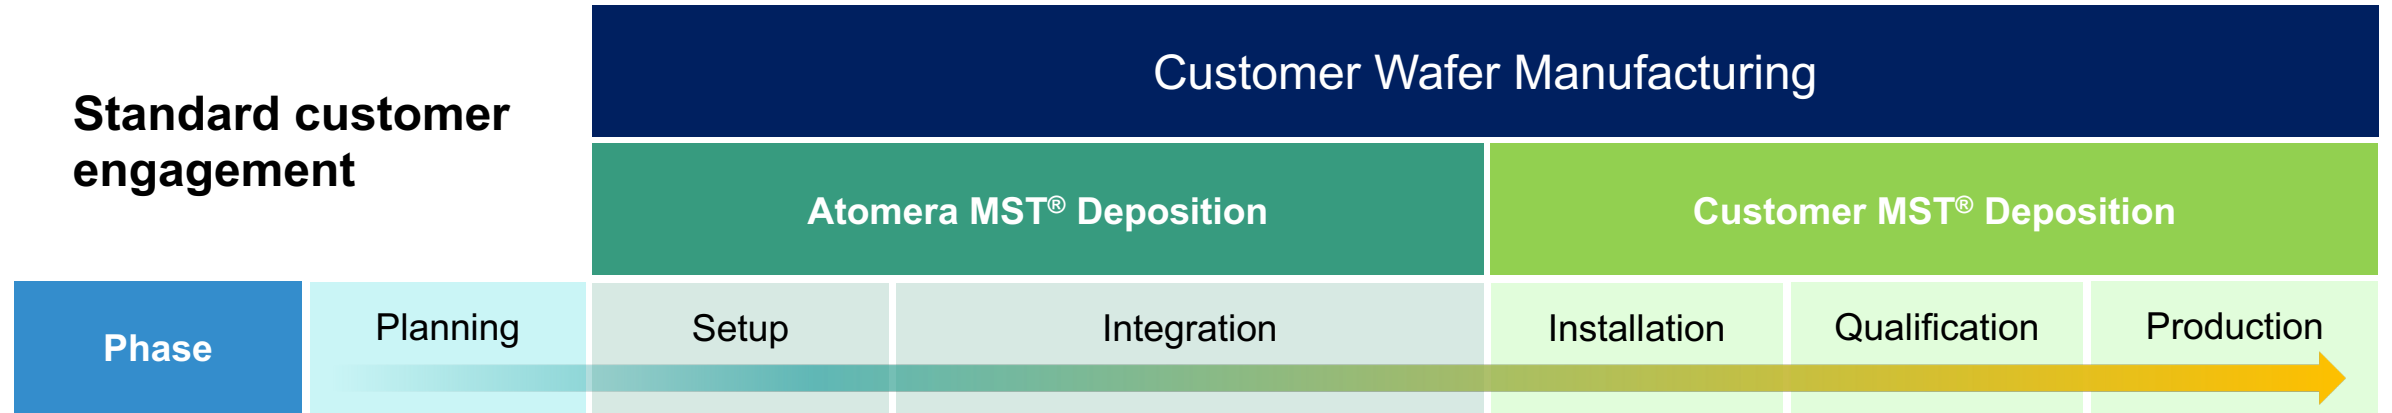 Customer Wafer Manufacturing
Standard customer
engagement
Atomera MST® Deposition
Customer MST® Deposition
Phase
Planning
Setup
Integration
Installation
Qualification
Production